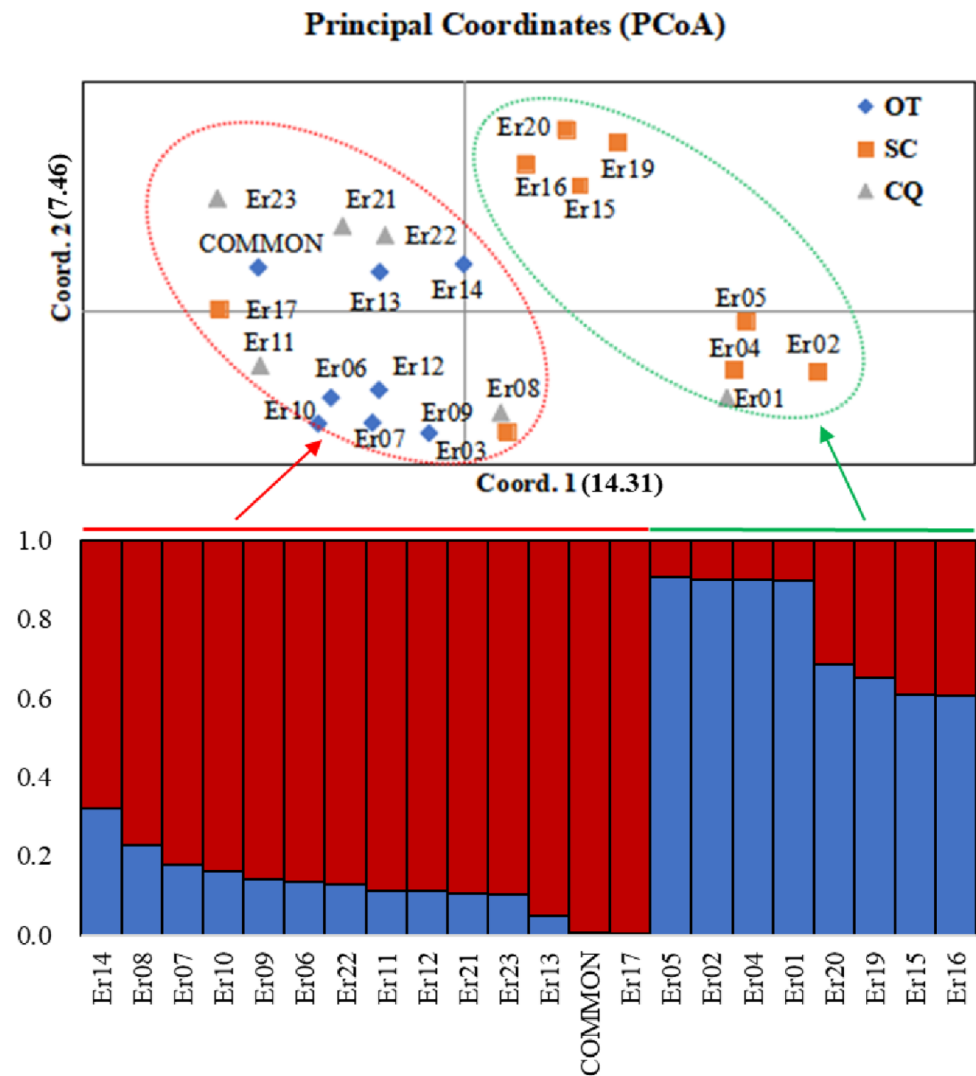 Principal Coordinates (PCoA)
Coord. 2 (7.46)
OT
SC
CQ
Er20
Er19
Er16
Er15
Er23
Er21
COMMON
Er22
Er13
Er14
Er17
Er11
Er05
Er04
Er02
Er01
Er06
Er12
Er08
Er10
Er09
Er07
Er03
Coord. 1 (14.31)
1.0
0.8
0.6
0.4
0.2
0.0
Er14
Er08
Er07
Er10
Er09
Er06
Er22
Er11
Er12
Er21
Er23
Er13
COMMON
Er17
Er05
Er02
Er04
Er01
Er20
Er19
Er15
Er16